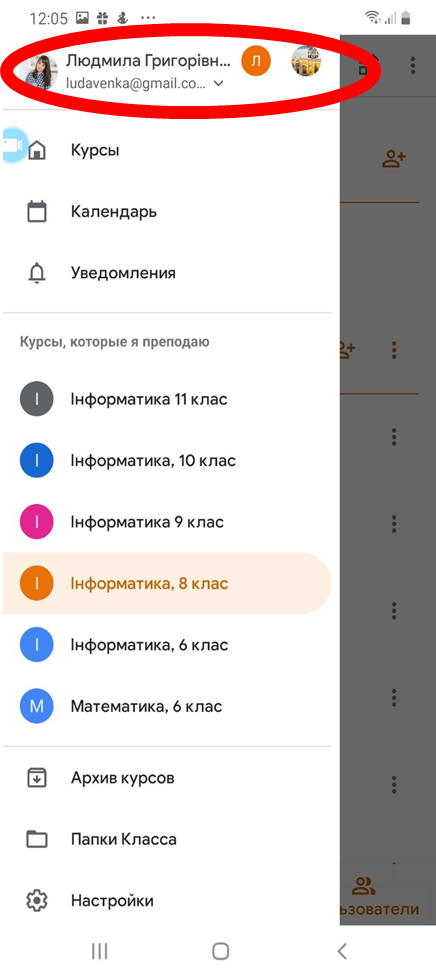 12:05
Людмила Григорівн...
Л
ludavenka@gmail.co...
Курсы
Календарь
Уведомления
Курсы, которые я преподаю
І Інформатика 11 клас
І Інформатика, 10 клас
І Інформатика 9 клас
І Інформатика, 8 клас
І Інформатика, 6 клас
М Математика, 6 клас
Архив курсов
Папки Класса
Настройки
ьзователи